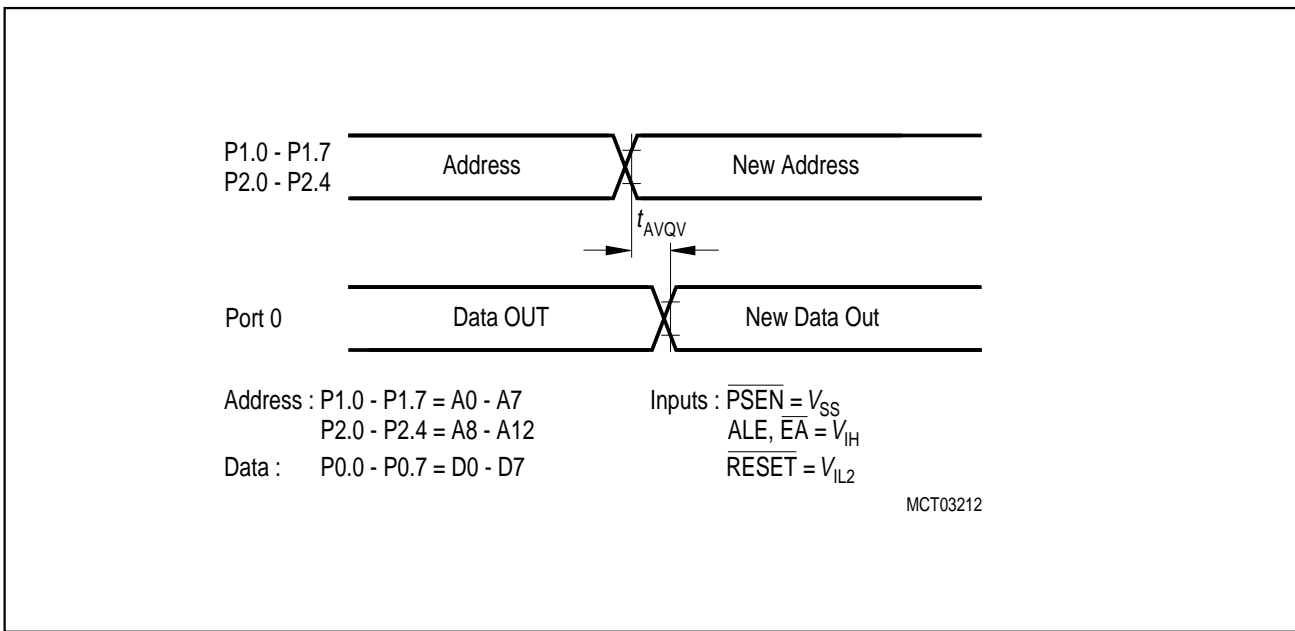 P1.0 - P1.7
P2.0 - P2.4
Address
New Address
tAVQV
Port 0
Data OUT
New Data Out
Address : P1.0 - P1.7 = A0 - A7
P2.0 - P2.4 = A8 - A12
Data : P0.0 - P0.7 = D0 - D7
Inputs : PSEN = VSS
ALE, EA = VIH
RESET = VIL2
MCT03212